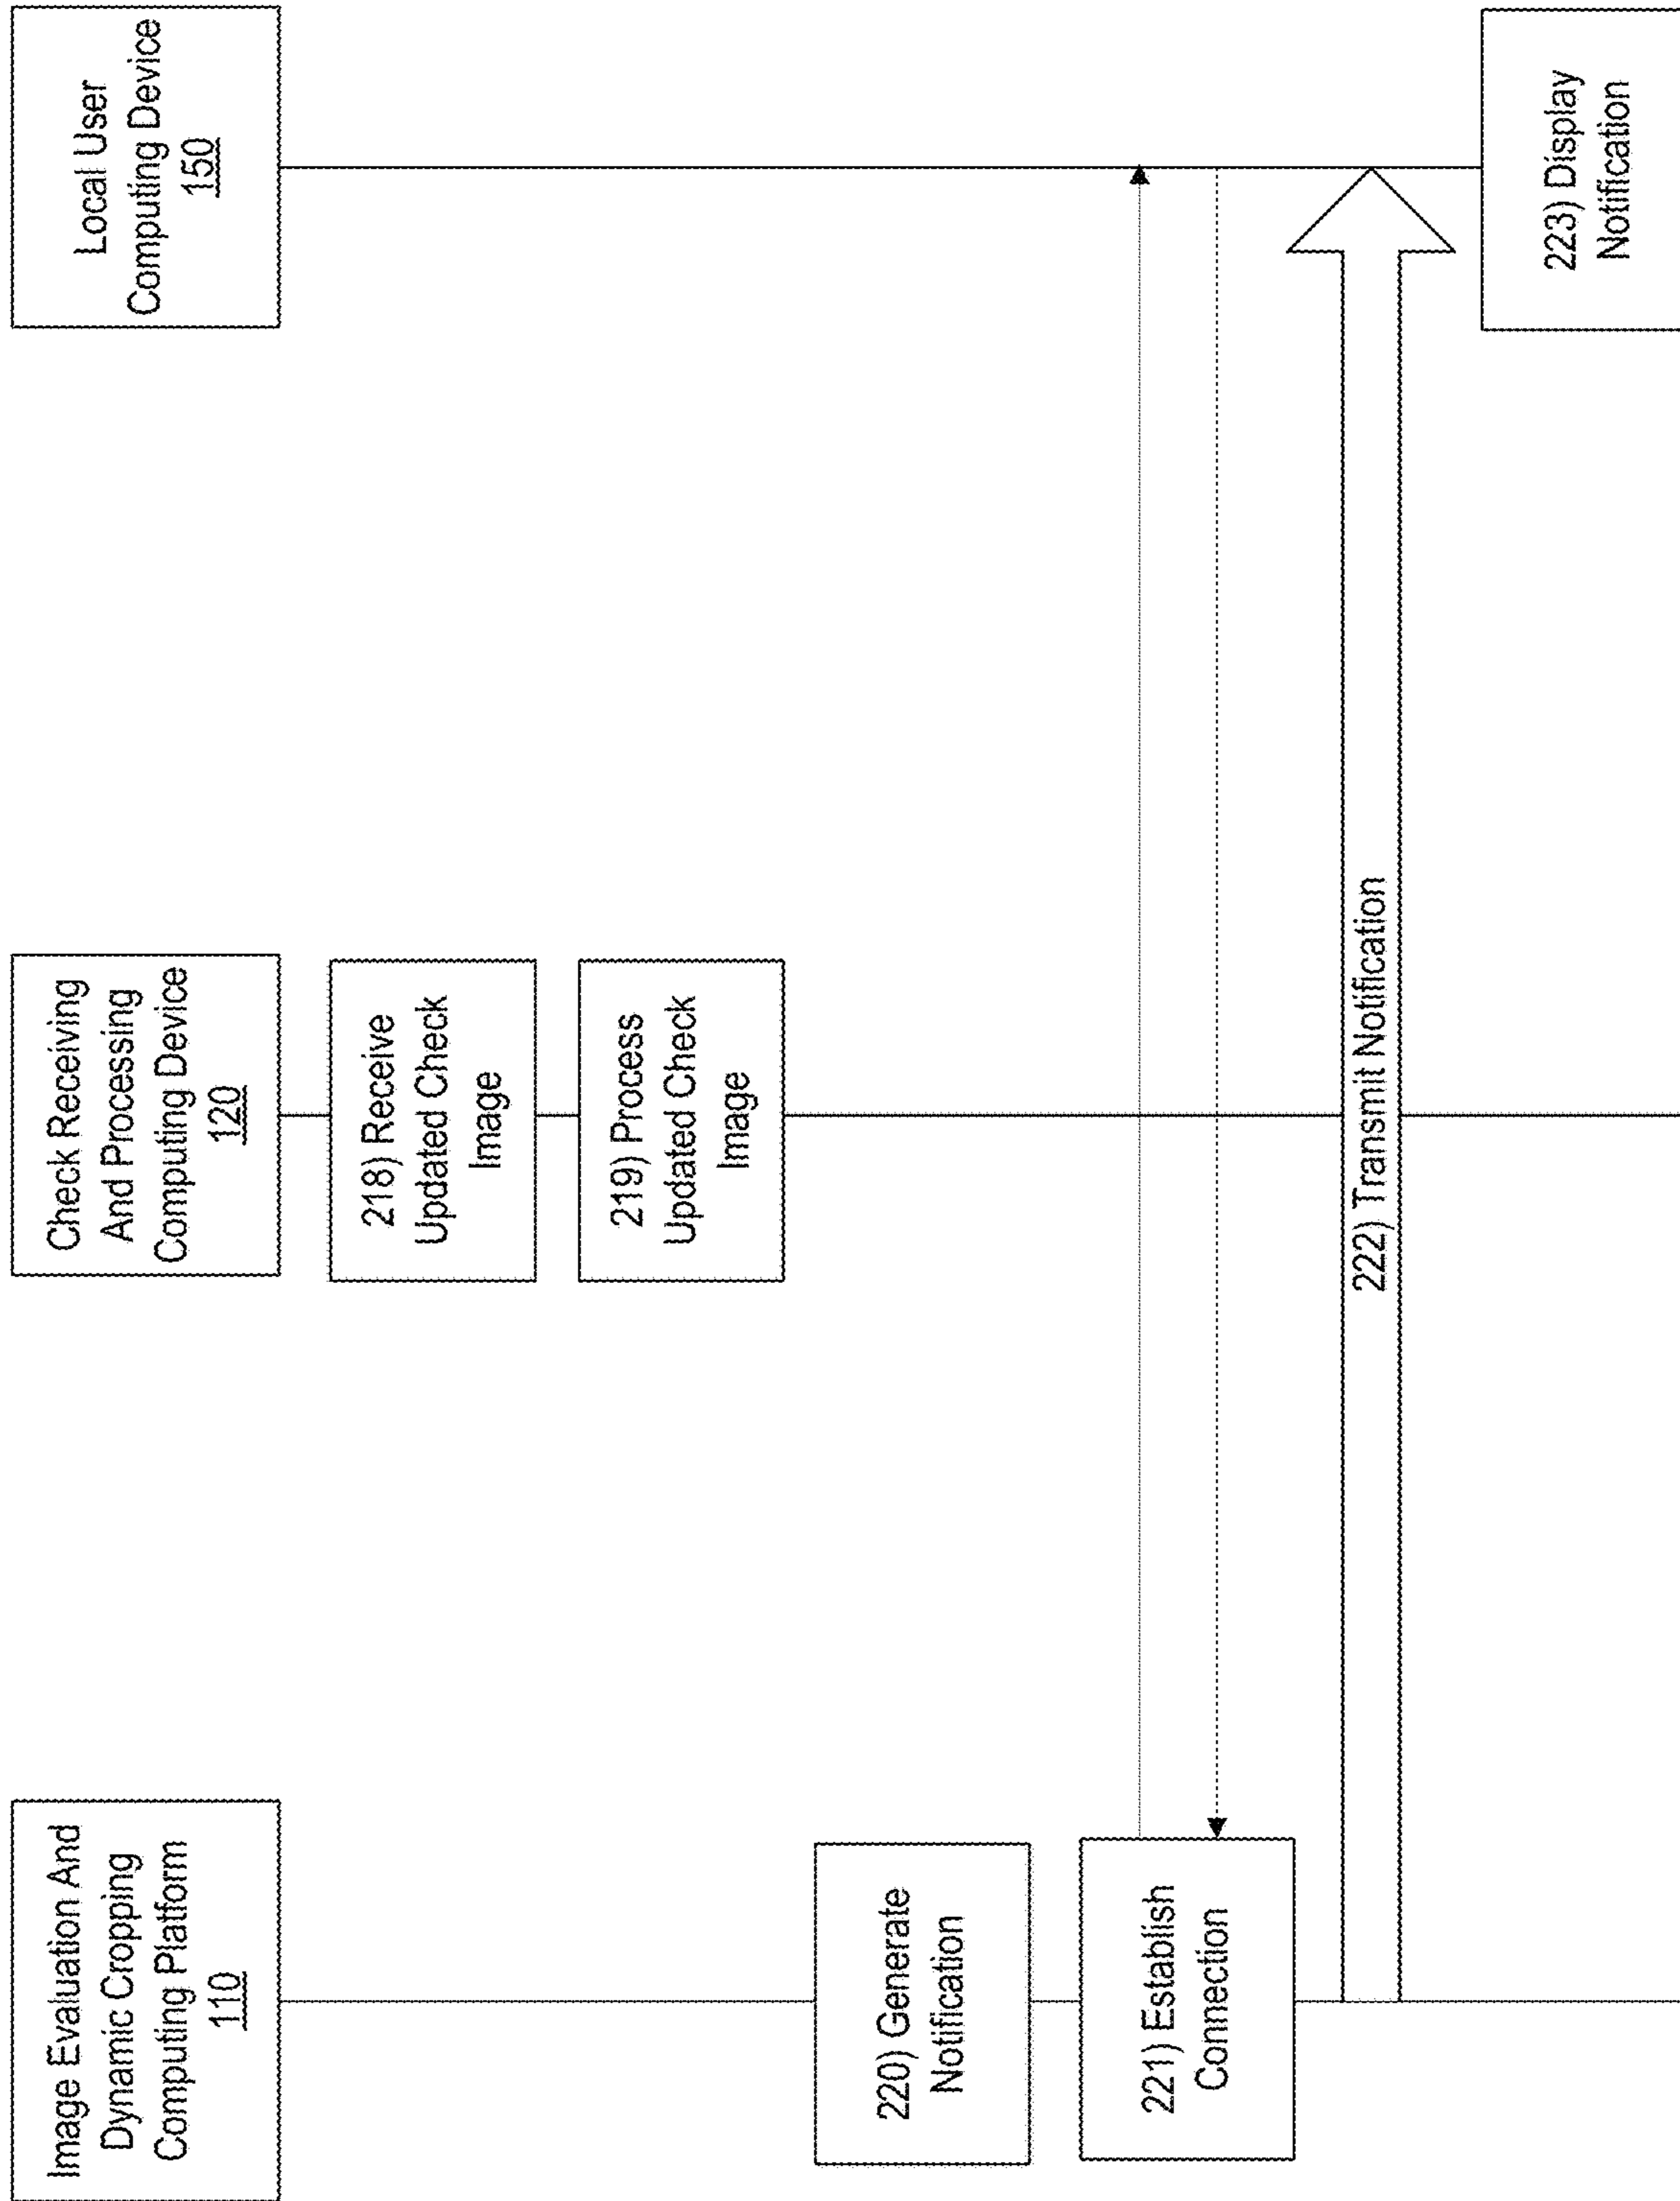 Image Evaluation And
Dynamic Cropping
Computing Platform
110
Check Receiving
And Processing
Computing Device
120
Local User
Computing Device
150
218) Receive
Updated Check
Image
219) Process
Updated Check
Image
220) Generate
Notification
221) Establish
Connection
222) Transmit Notification
223) Display
Notification